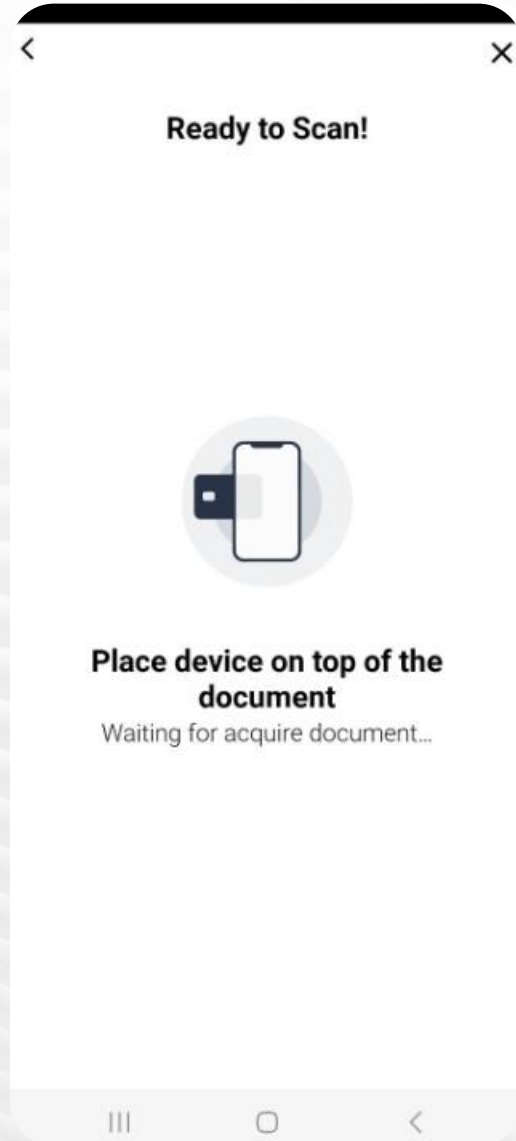 Ready to Scan!
Place device on top of the
document
Waiting for acquire document...